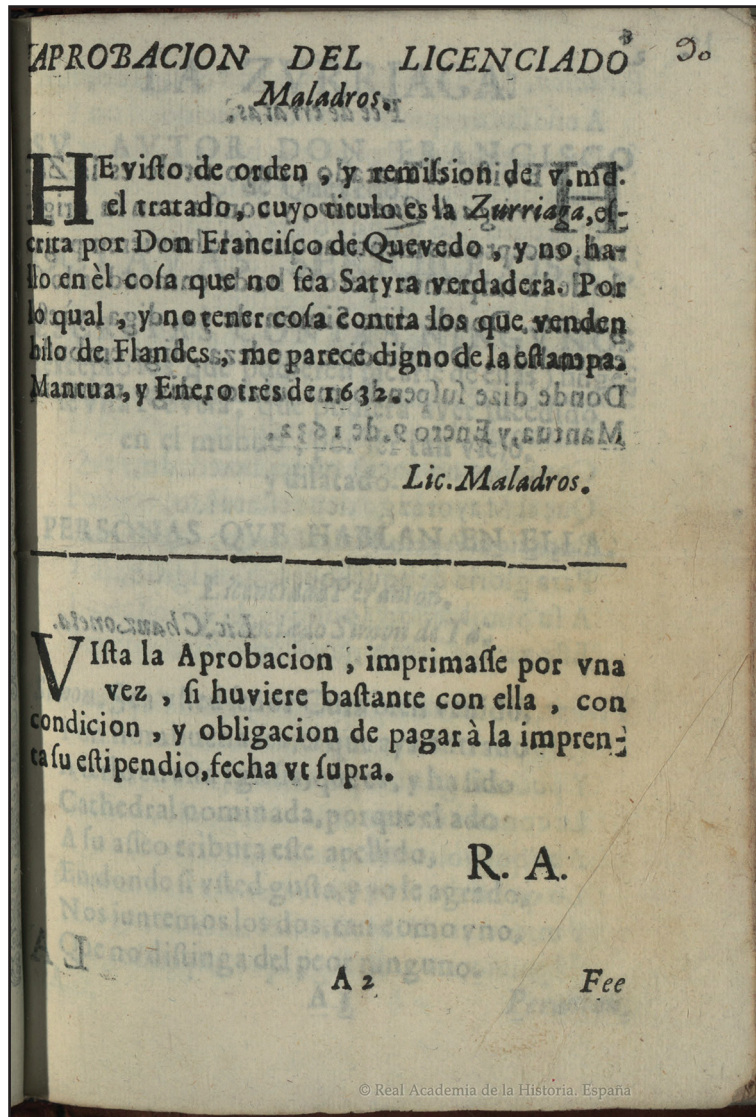 APROBACION DEL LICENCIADO
Maladros.
HE visto de orden, y remission de v. md.
el tratado, cuyo titulo es la Zurriaga, es-
crita por Don Francisco de Quevedo, y no ha-
llo en èl cosa que no sea Satyra verdadera. Por
lo qual, y no tener cosa contra los que venden
hilo de Flandes, me parece digno de la estampa.
Mantua, y Enero tres de 1632.
Lic. Maladros.
VIsta la Aprobacion, imprimasse por vna
vez, si huviere bastante con ella, con
condicion, y obligacion de pagar à la impren-
ta su estipendio, fecha vt supra.
R. A.
A 2 Fee
© Real Academia de la Historia. España